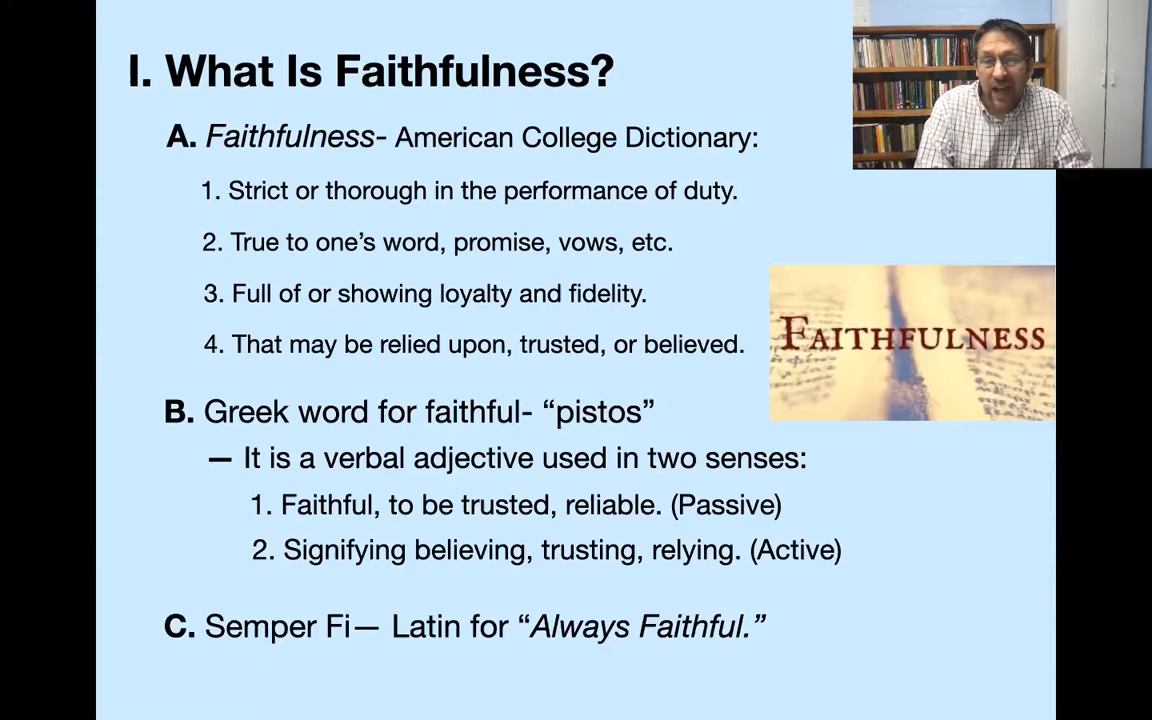 I. What Is Faithfulness?
A. Faithfulness- American College Dictionary:
1. Strict or thorough in the performance of duty.
2. True to one’s word, promise, vows, etc.
3. Full of or showing loyalty and fidelity.
4. That may be relied upon, trusted, or believed.
FAITHFULNESS
B. Greek word for faithful- “pistos”
— It is a verbal adjective used in two senses:
1. Faithful, to be trusted, reliable. (Passive)
2. Signifying believing, trusting, relying. (Active)
C. Semper Fi— Latin for “Always Faithful.”